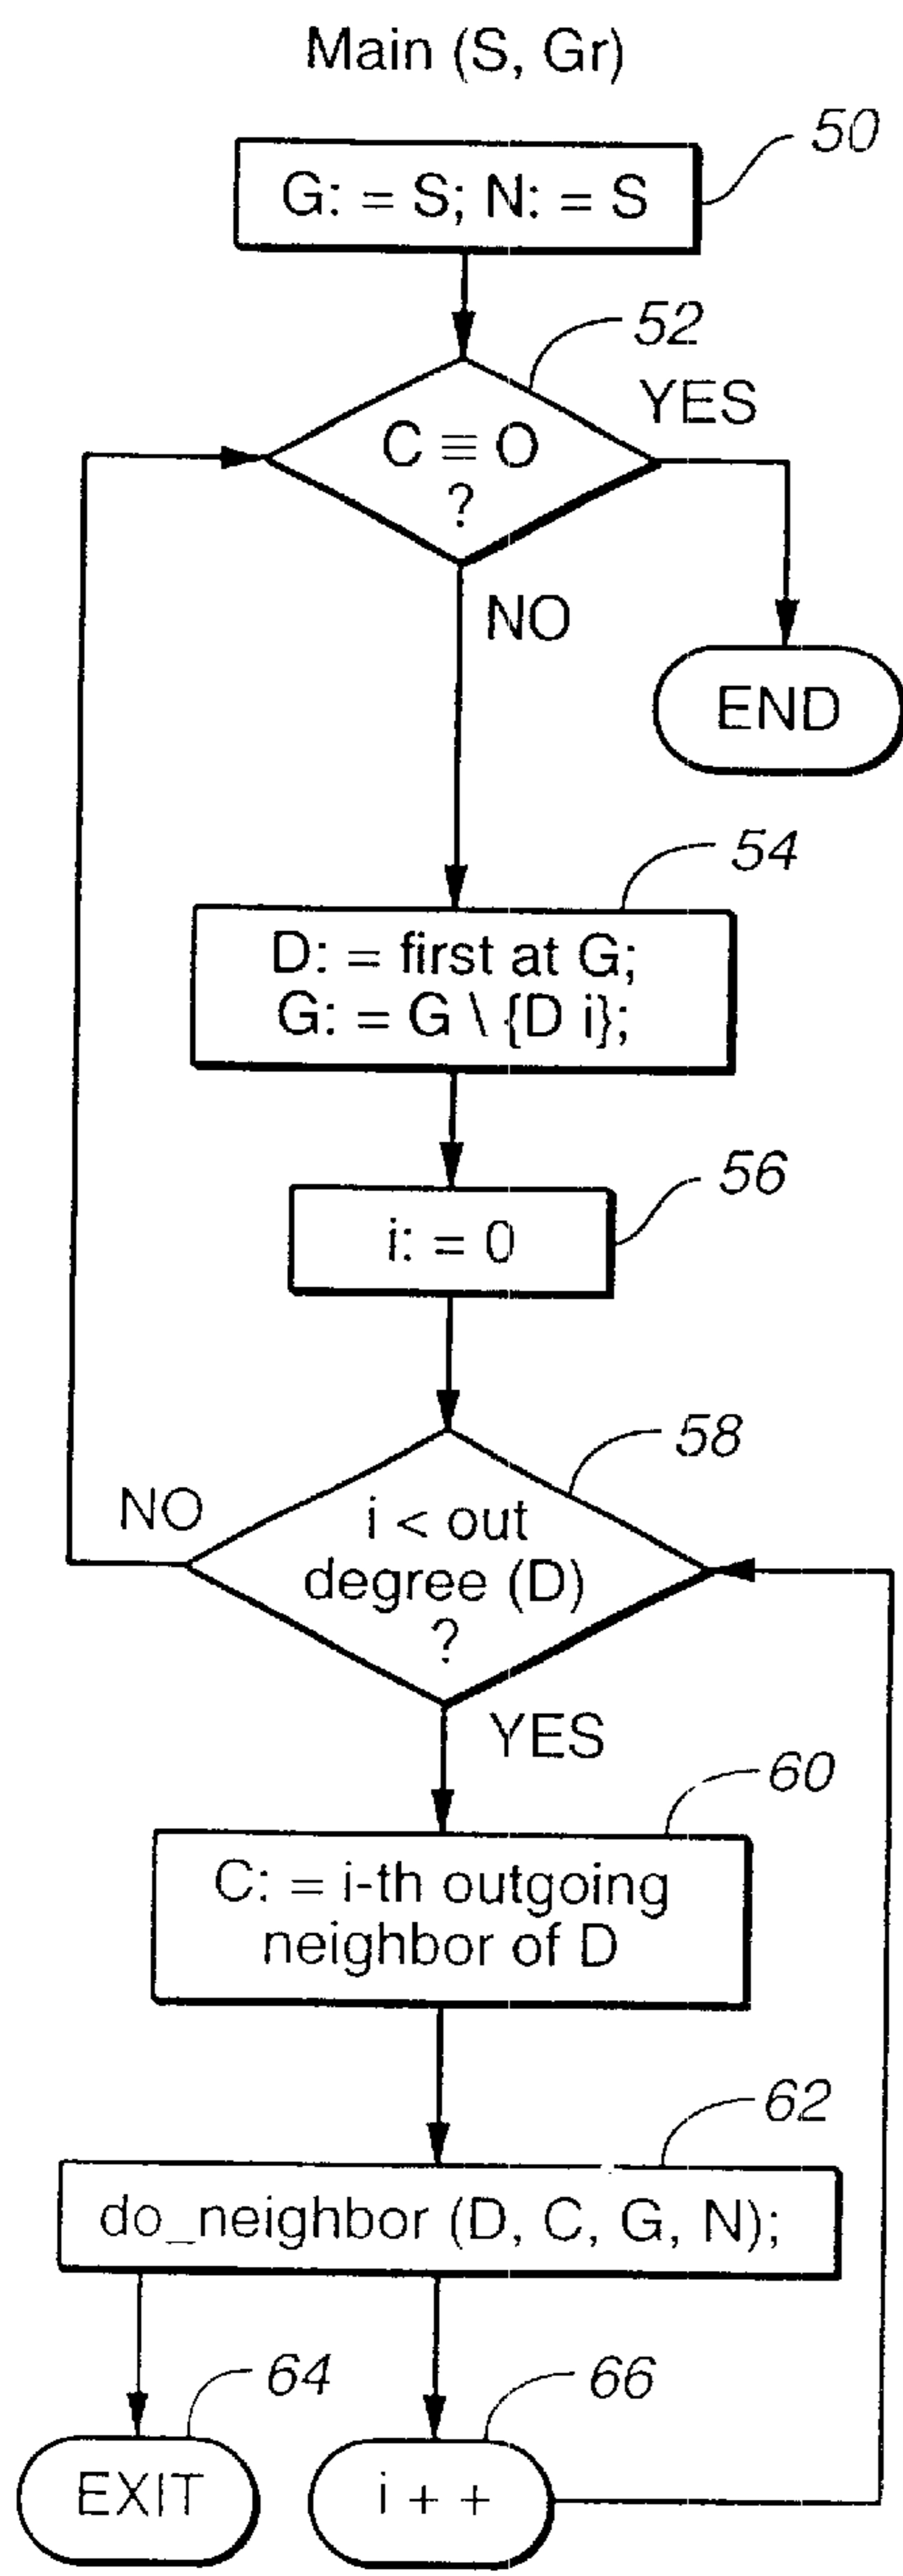 Main (S, Gr)
50
G: = S; N: = S
52
YES
C ≡ O
?
NO
END
54
D: = first at G;
G: = G \ {D i};
56
i: = 0
58
NO
i < out
degree (D)
?
YES
60
C: = i-th outgoing
neighbor of D
62
do_neighbor (D, C, G, N);
64
66
EXIT
i + +